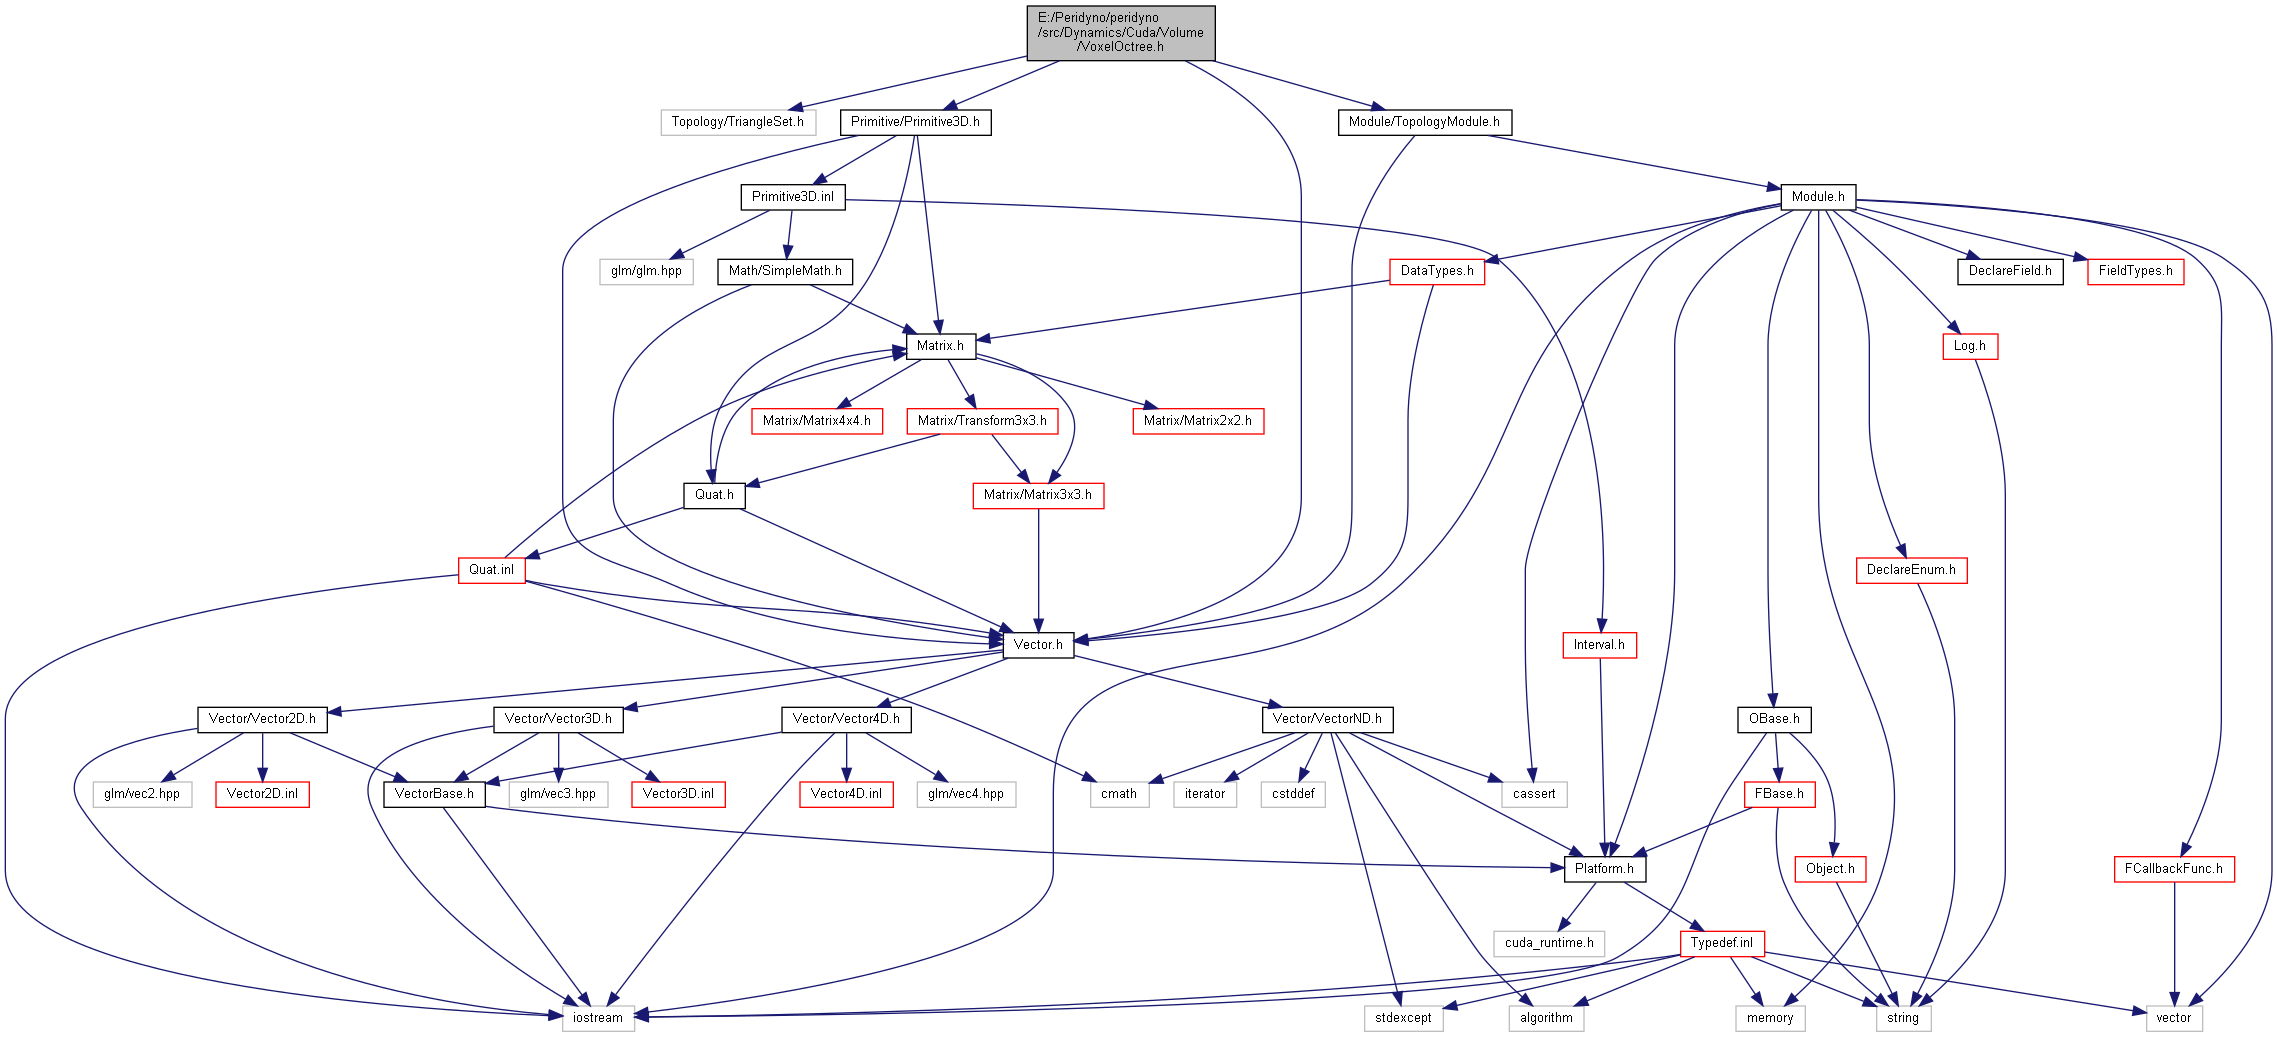 E:/Peridyno/peridyno
/src/Dynamics/Cuda/Volume
/VoxelOctree.h
Topology/TriangleSet.h
Primitive/Primitive3D.h
Module/TopologyModule.h
Primitive3D.inl
Module.h
glm/glm.hpp
Math/SimpleMath.h
DataTypes.h
DeclareField.h
FieldTypes.h
Matrix.h
Log.h
Matrix/Matrix4x4.h
Matrix/Transform3x3.h
Matrix/Matrix2x2.h
Quat.h
Matrix/Matrix3x3.h
Quat.inl
DeclareEnum.h
Vector.h
Interval.h
Vector/Vector2D.h
Vector/Vector3D.h
Vector/Vector4D.h
Vector/VectorND.h
OBase.h
glm/vec2.hpp
Vector2D.inl
VectorBase.h
glm/vec3.hpp
Vector3D.inl
Vector4D.inl
glm/vec4.hpp
cmath
iterator
cstddef
cassert
FBase.h
Platform.h
Object.h
FCallbackFunc.h
cuda_runtime.h
Typedef.inl
iostream
stdexcept
algorithm
memory
string
vector